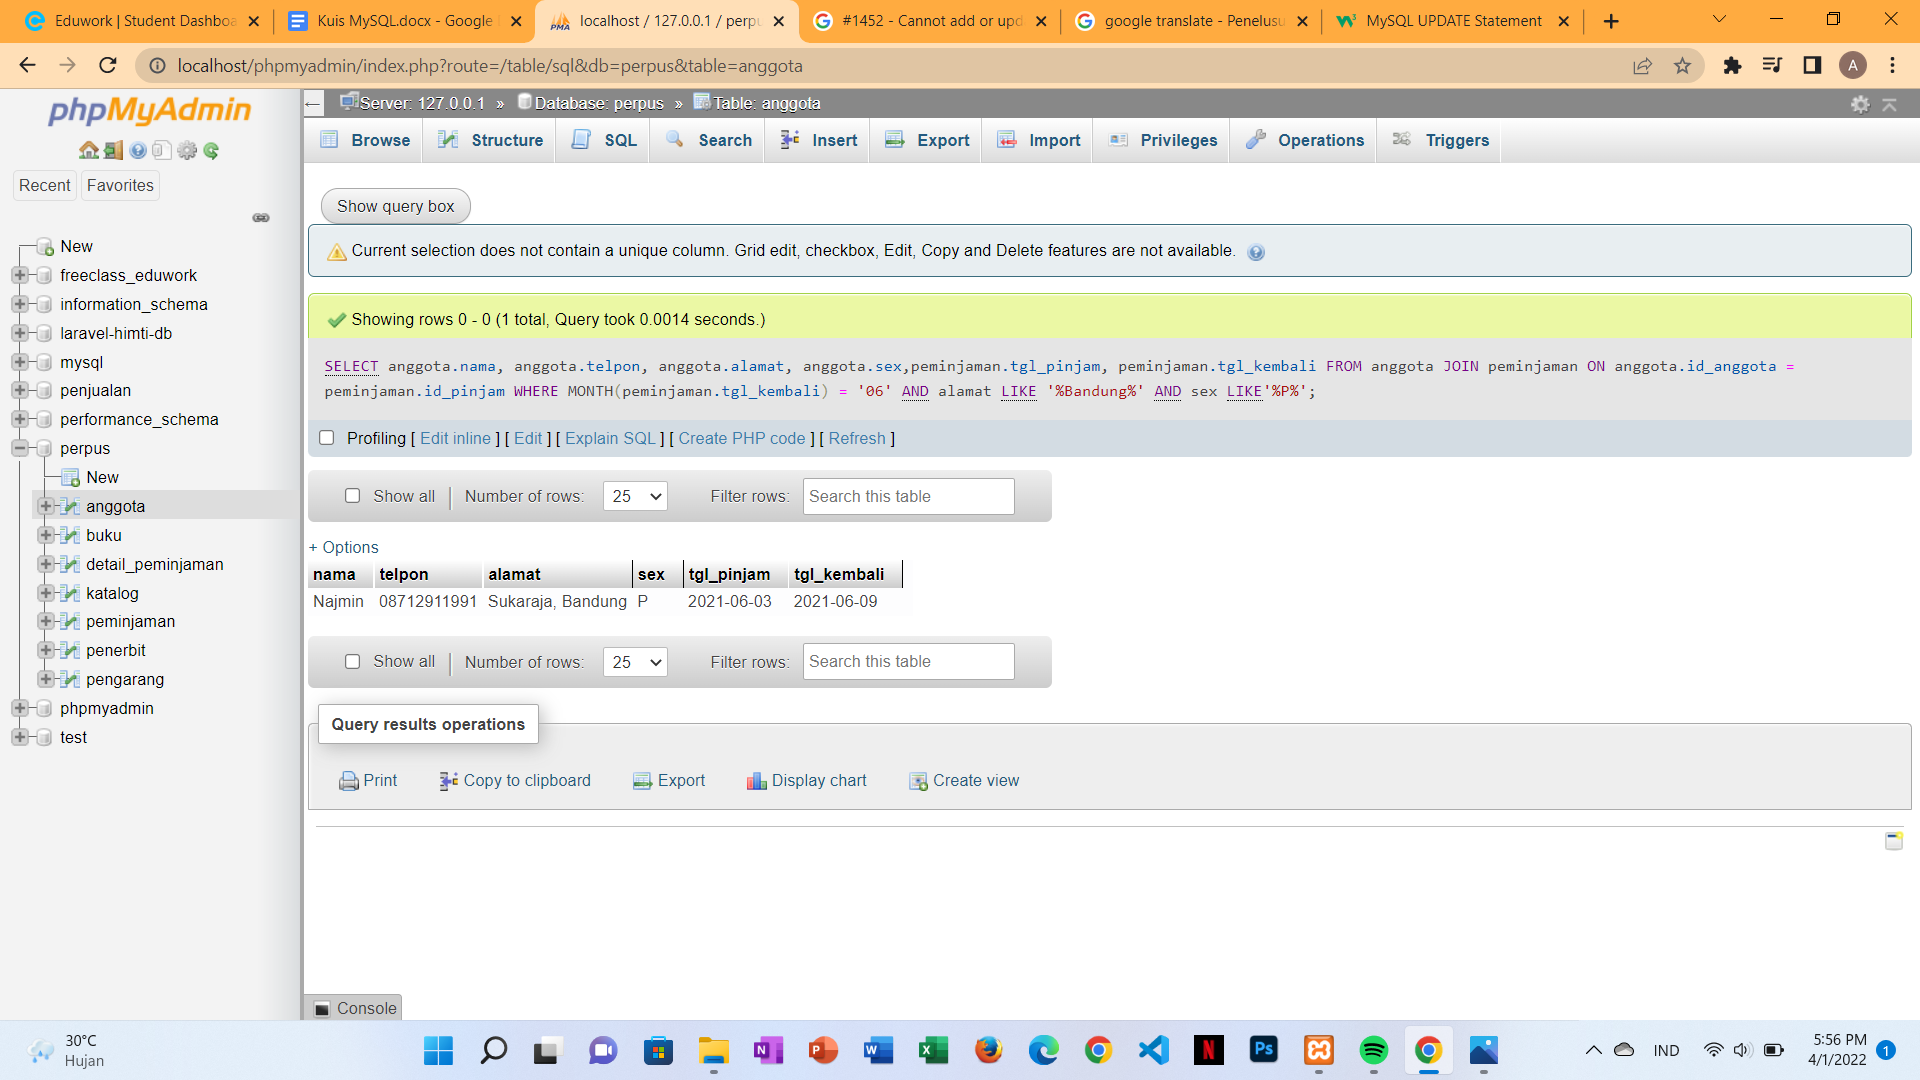 Eduwork | Student Dashboa
Kuis MySQL.docx - Google
localhost / 127.0.0.1 / perpu
#1452 - Cannot add or upd
google translate - Penelusu
MySQL UPDATE Statement
localhost/phpmyadmin/index.php?route=/table/sql&db=perpus&table=anggota
A
phpMyAdmin
Recent Favorites
New
freeclass_eduwork
information_schema
laravel-himti-db
mysql
penjualan
performance_schema
perpus
New
anggota
buku
detail_peminjaman
katalog
peminjaman
penerbit
pengarang
phpmyadmin
test
Server: 127.0.0.1 » Database: perpus » Table: anggota
Browse Structure SQL Search Insert Export Import Privileges Operations Triggers
Show query box
Current selection does not contain a unique column. Grid edit, checkbox, Edit, Copy and Delete features are not available.
Showing rows 0 - 0 (1 total, Query took 0.0014 seconds.)
SELECT anggota.nama, anggota.telpon, anggota.alamat, anggota.sex,peminjaman.tgl_pinjam, peminjaman.tgl_kembali FROM anggota JOIN peminjaman ON anggota.id_anggota =
peminjaman.id_pinjam WHERE MONTH(peminjaman.tgl_kembali) = '06' AND alamat LIKE '%Bandung%' AND sex LIKE'%P%';
Profiling [ Edit inline ] [ Edit ] [ Explain SQL ] [ Create PHP code ] [ Refresh ]
Show all | Number of rows: 25 Filter rows: Search this table
+ Options
nama telpon alamat sex tgl_pinjam tgl_kembali
Najmin 08712911991 Sukaraja, Bandung P 2021-06-03 2021-06-09
Show all | Number of rows: 25 Filter rows: Search this table
Query results operations
Print Copy to clipboard Export Display chart Create view
Console
30°C
Hujan
IND
5:56 PM
4/1/2022
1